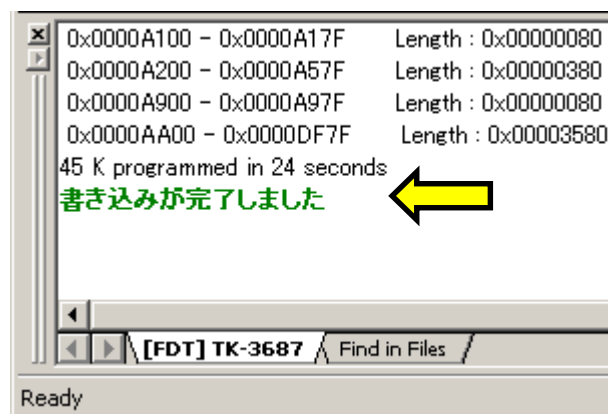 0x0000A100 - 0x0000A17F Length : 0x00000080
0x0000A200 - 0x0000A57F Length : 0x00000380
0x0000A900 - 0x0000A97F Length : 0x00000080
0x0000AA00 - 0x0000DF7F Length : 0x00003580
45 K programmed in 24 seconds
書き込みが完了しました
[FDT] TK-3687 Find in Files
Ready